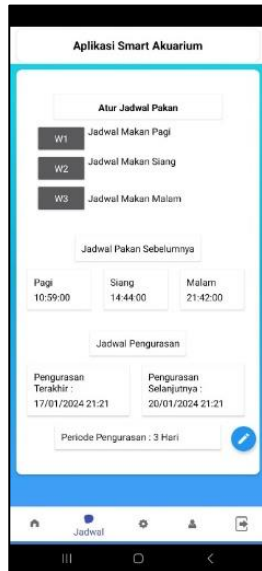 Aplikasi Smart Akuarium
Atur Jadwal Pakan
W1 Jadwal Makan Pagi
W2 Jadwal Makan Siang
W3 Jadwal Makan Malam
Jadwal Pakan Sebelumnya
Pagi Siang Malam
10:59:00 14:44:00 21:42:00
Jadwal Pengurasan
Pengurasan
Terakhir :
17/01/2024 21:21
Pengurasan
Selanjutnya :
20/01/2024 21:21
Periode Pengurasan : 3 Hari
Jadwal